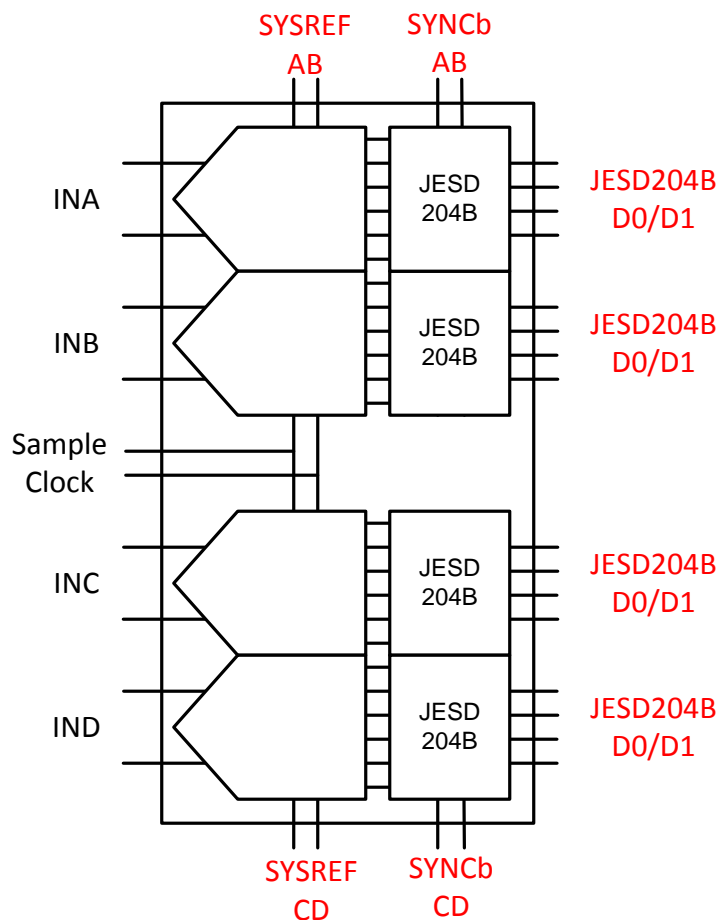 SYSREF
AB
SYNCb
AB
INA
JESD
204B
JESD204B
D0/D1
INB
JESD
204B
JESD204B
D0/D1
Sample
Clock
INC
JESD
204B
JESD204B
D0/D1
IND
JESD
204B
JESD204B
D0/D1
SYSREF
CD
SYNCb
CD